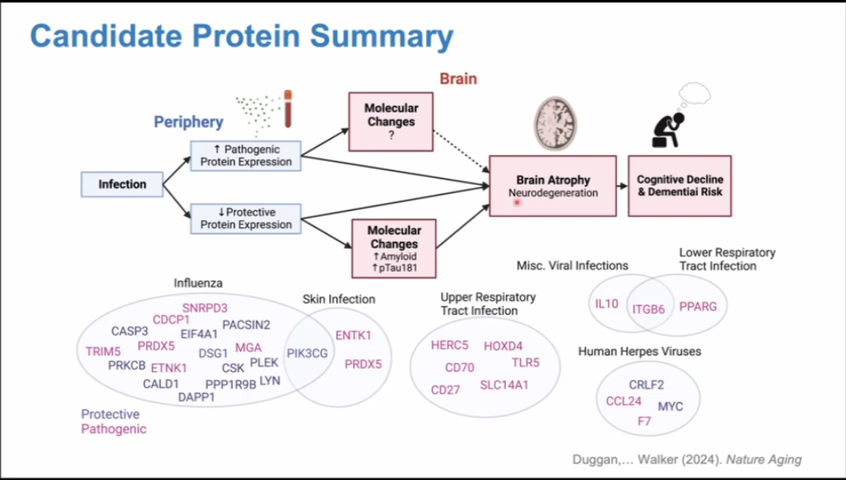 Candidate Protein Summary
Brain
Periphery
Molecular
Changes
?
↑ Pathogenic
Protein Expression
Infection
Brain Atrophy
Neurodegeneration
Cognitive Decline
& Dementiai Risk
↓Protective
Protein Expression
Molecular
Changes
↑Amyloid
↑pTau181
Influenza
SNRPD3
CDCP1
PACSIN2
CASP3
EIF4A1
TRIM5
PRDX5
DSG1
MGA
PRKCB
ETNK1
CSK
PLEK
CALD1
PPP1R9B
LYN
DAPP1
PIK3CG
Skin Infection
ENTK1
PRDX5
Upper Respiratory
Tract Infection
HERC5
HOXD4
CD70
TLR5
CD27
SLC14A1
Misc. Viral Infections
Lower Respiratory
Tract Infection
IL10
ITGB6
PPARG
Human Herpes Viruses
CRLF2
CCL24
MYC
F7
Protective
Pathogenic
Duggan,... Walker (2024). Nature Aging